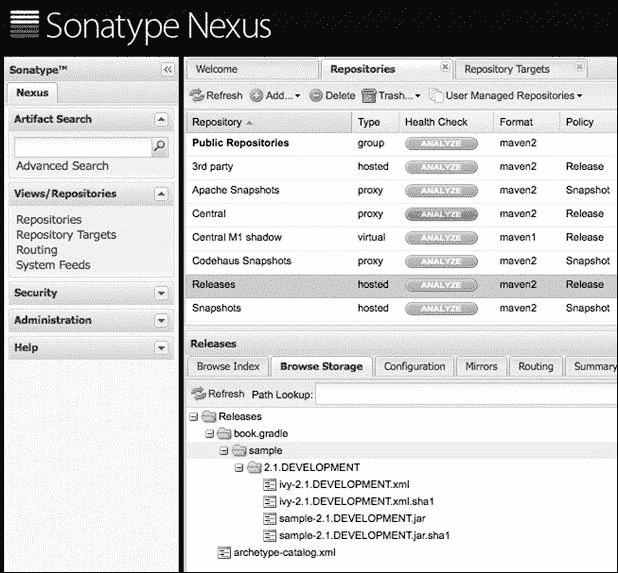 Sonatype Nexus
Sonatype™
Nexus
Artifact Search
Advanced Search
Views/Repositories
Repositories
Repository Targets
Routing
System Feeds
Security
Administration
Help
Welcome Repositories Repository Targets
Refresh Add... Delete Trash... User Managed Repositories
Repository Type Health Check Format Policy
Public Repositories group ANALYZE maven2
3rd party hosted ANALYZE maven2 Release
Apache Snapshots proxy ANALYZE maven2 Snapshot
Central proxy ANALYZE maven2 Release
Central M1 shadow virtual ANALYZE maven1 Release
Codehaus Snapshots proxy ANALYZE maven2 Snapshot
Releases hosted ANALYZE maven2 Release
Snapshots hosted ANALYZE maven2 Snapshot
Releases
Browse Index Browse Storage Configuration Mirrors Routing Summary
Refresh Path Lookup:
Releases
book.gradle
sample
2.1.DEVELOPMENT
ivy-2.1.DEVELOPMENT.xml
ivy-2.1.DEVELOPMENT.xml.sha1
sample-2.1.DEVELOPMENT.jar
sample-2.1.DEVELOPMENT.jar.sha1
archetype-catalog.xml